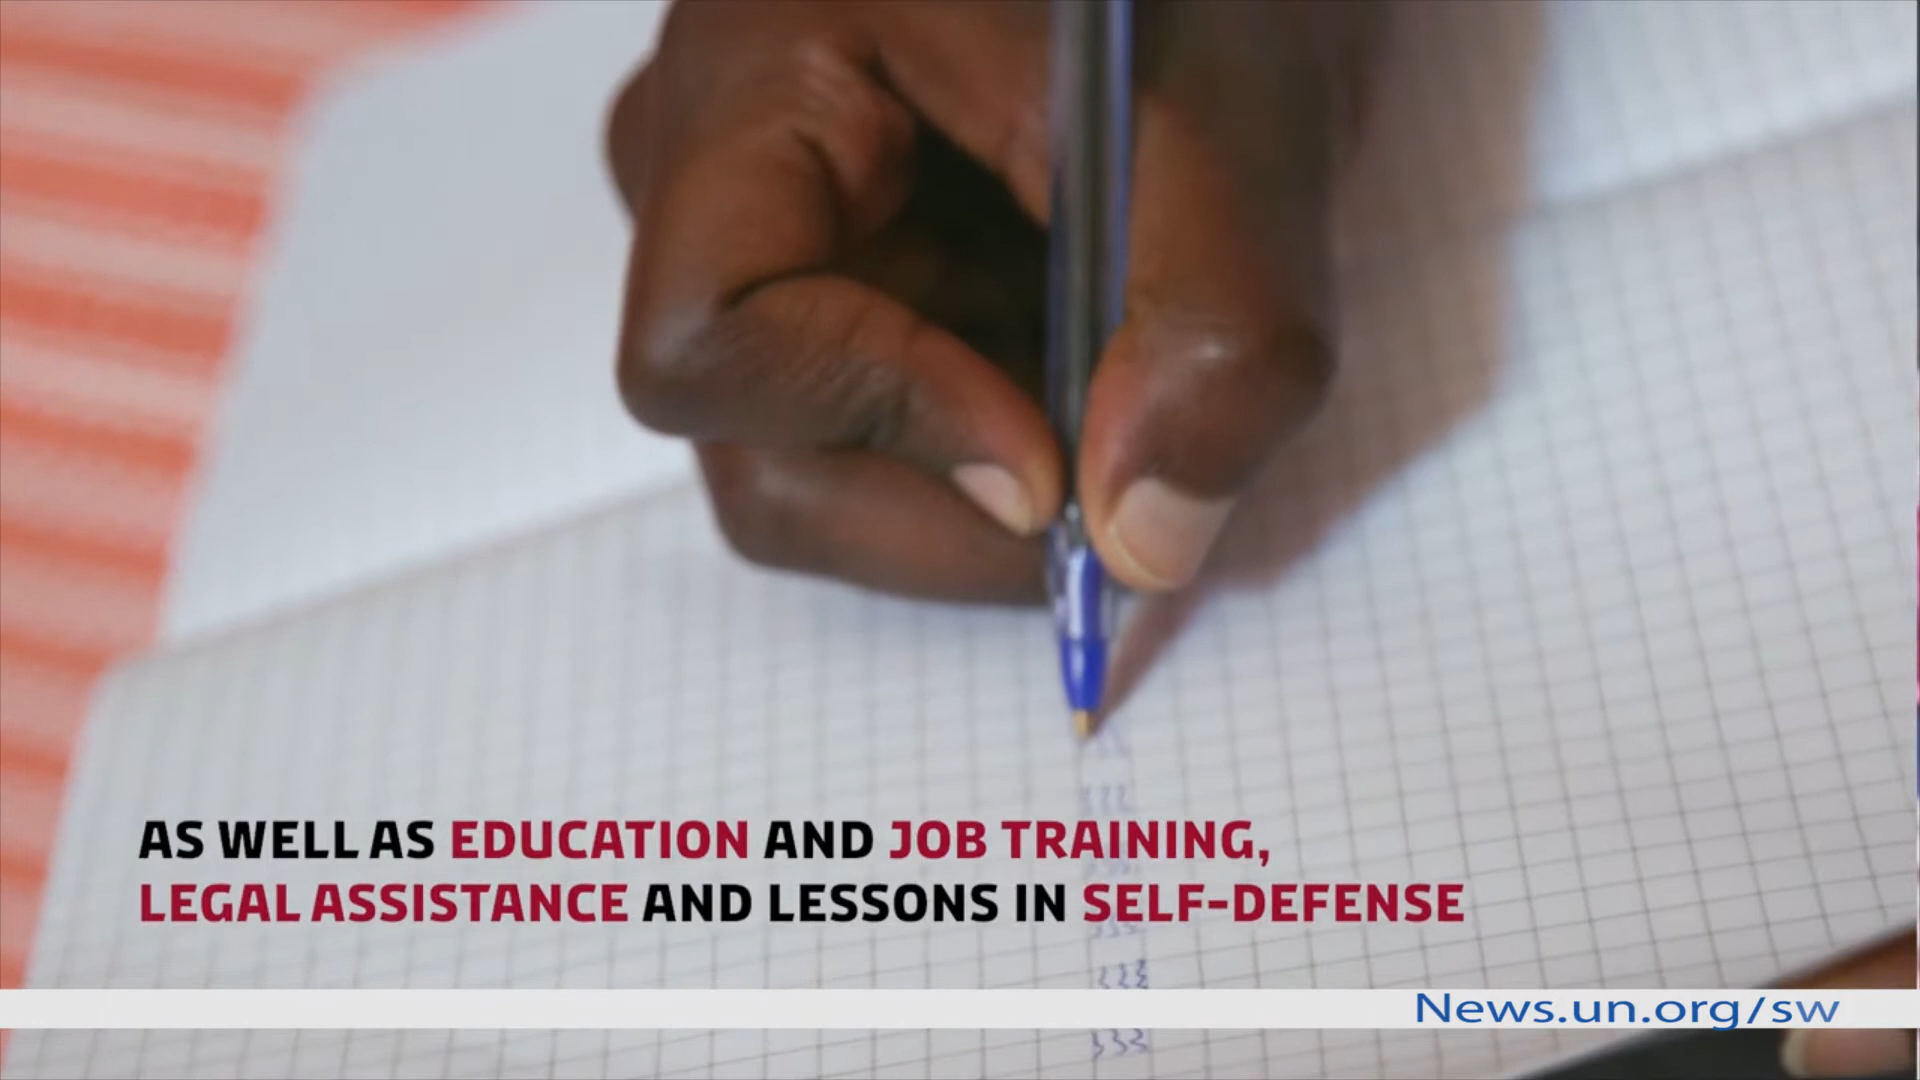 AS WELL AS EDUCATION AND JOB TRAINING,
LEGAL ASSISTANCE AND LESSONS IN SELF-DEFENSE
News.un.org/sw